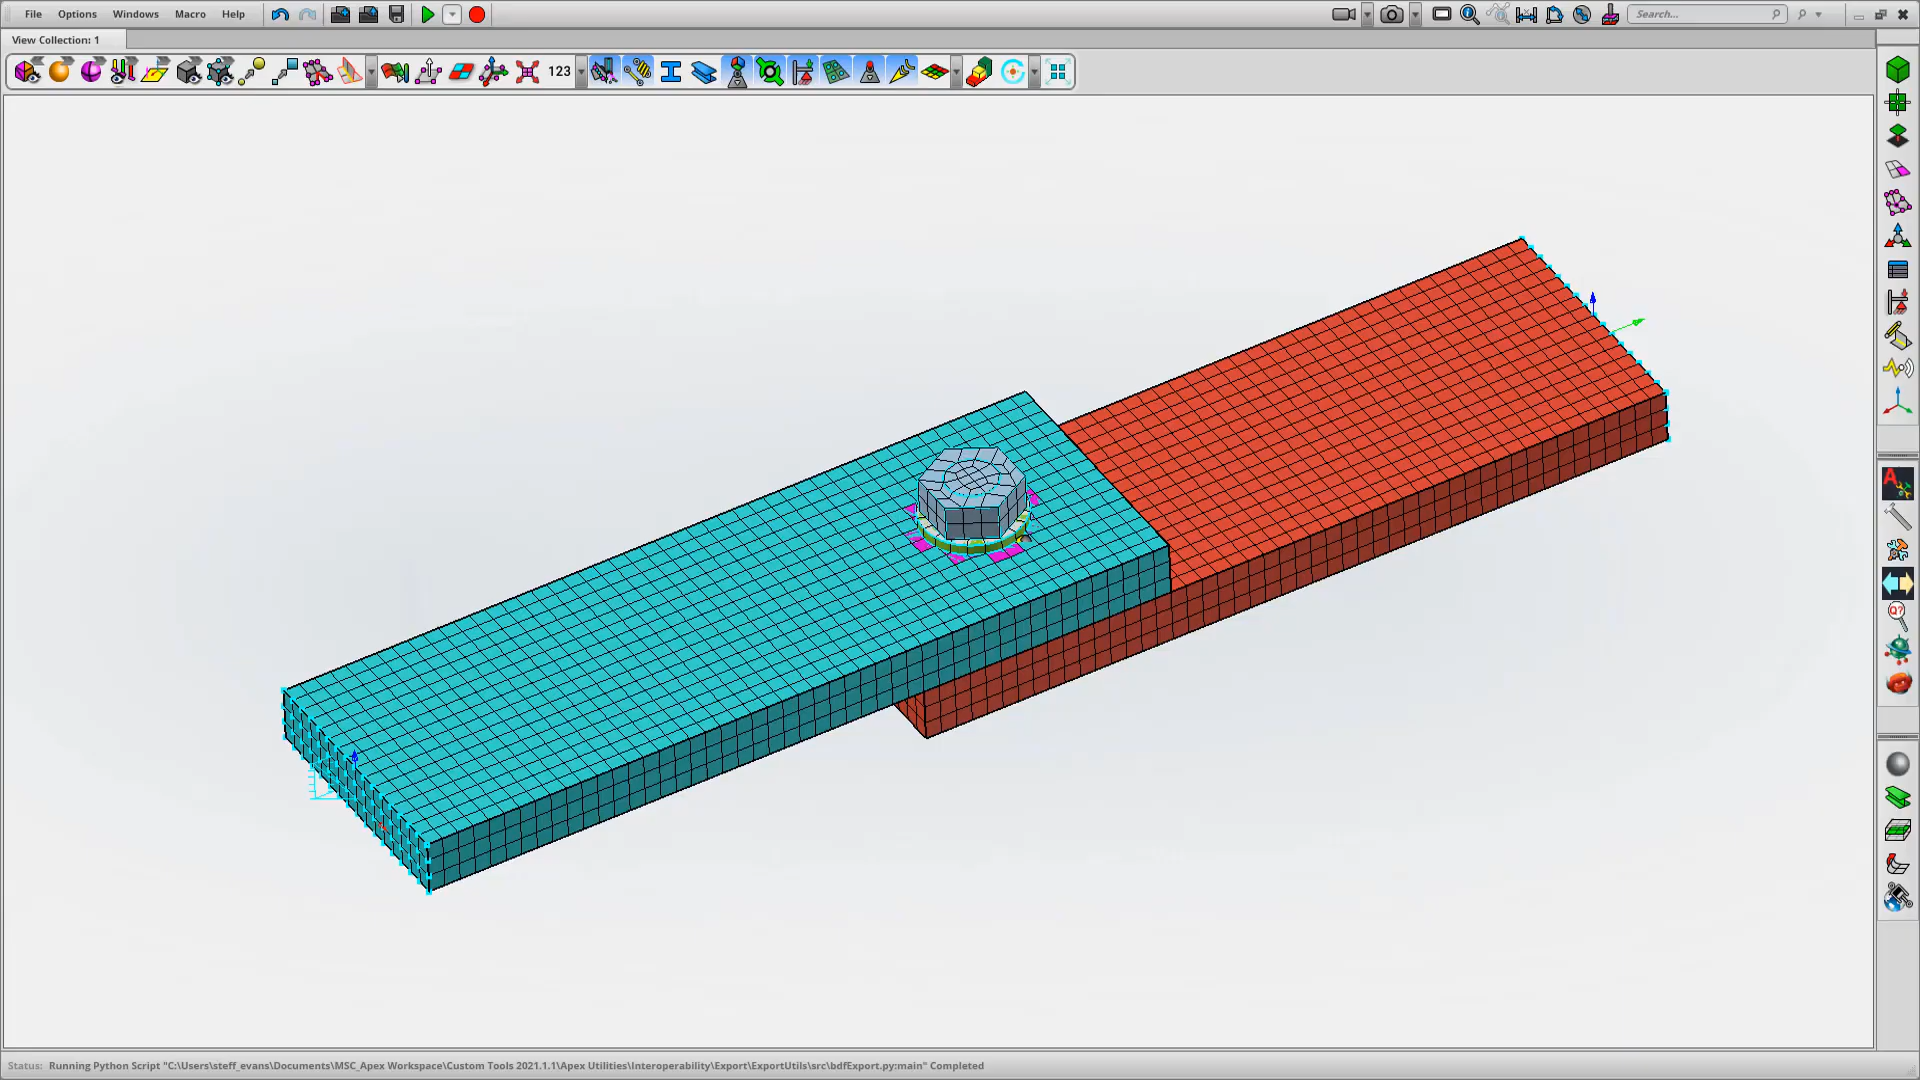 File Options Windows Macro Help
Search...
View Collection: 1
123
Status: Running Python Script "C:\Users\steff_evans\Documents\MSC_Apex Workspace\Custom Tools 2021.1.1\Apex Utilities\Interoperability\Export\ExportUtils\src\bdfExport.py:main" Completed
A
Q?